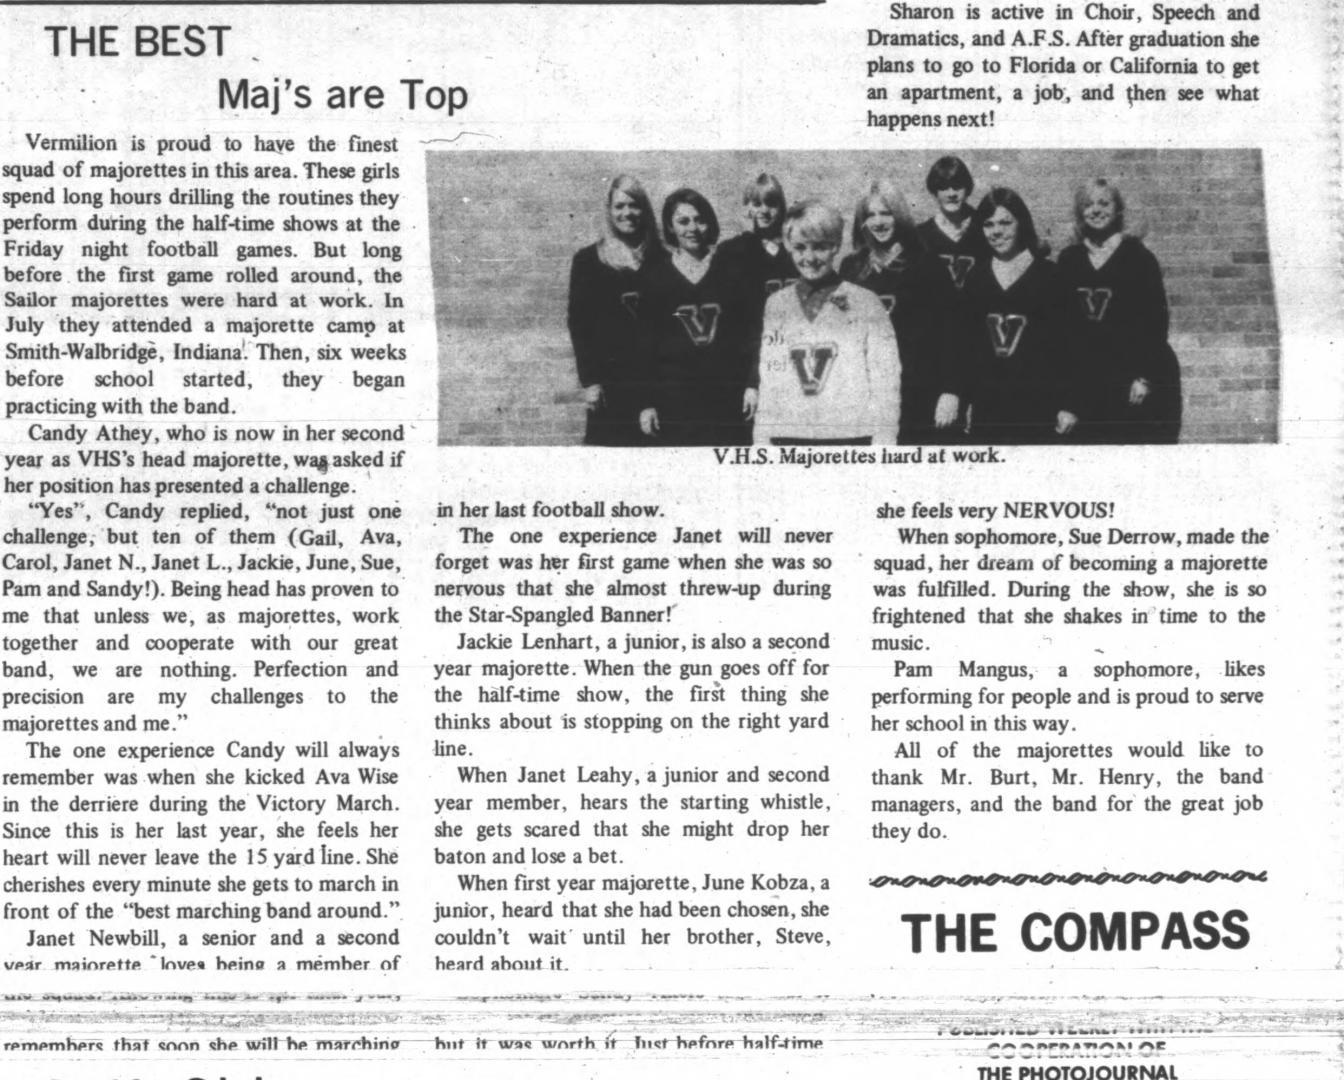 THE BEST
Maj's are Top
Vermilion is proud to have the finest
squad of majorettes in this area. These girls
spend long hours drilling the routines they
perform during the half-time shows at the
Friday night football games. But long
before the first game rolled around, the
Sailor majorettes were hard at work. In
July they attended a majorette camp at
Smith-Walbridge, Indiana. Then, six weeks
before school started, they began
practicing with the band.
Candy Athey, who is now in her second
year as VHS's head majorette, was asked if
her position has presented a challenge.
"Yes", Candy replied, "not just one
challenge, but ten of them (Gail, Ava,
Carol, Janet N., Janet L., Jackie, June, Sue,
Pam and Sandy!). Being head has proven to
me that unless we, as majorettes, work
together and cooperate with our great
band, we are nothing. Perfection and
precision are my challenges to the
majorettes and me."
The one experience Candy will always
remember was when she kicked Ava Wise
in the derriere during the Victory March.
Since this is her last year, she feels her
heart will never leave the 15 yard line. She
cherishes every minute she gets to march in
front of the "best marching band around."
Janet Newbill, a senior and a second
year majorette loves being a member of
remembers that soon she will be marching
in her last football show.
The one experience Janet will never
forget was her first game when she was so
nervous that she almost threw-up during
the Star-Spangled Banner!
Jackie Lenhart, a junior, is also a second
year majorette. When the gun goes off for
the half-time show, the first thing she
thinks about is stopping on the right yard
line.
When Janet Leahy, a junior and second
year member, hears the starting whistle,
she gets scared that she might drop her
baton and lose a bet.
When first year majorette, June Kobza, a
junior, heard that she had been chosen, she
couldn't wait until her brother, Steve,
heard about it.
but it was worth it. Just before half-time
she feels very NERVOUS!
When sophomore, Sue Derrow, made the
squad, her dream of becoming a majorette
was fulfilled. During the show, she is so
frightened that she shakes in time to the
music.
Pam Mangus, a sophomore, likes
performing for people and is proud to serve
her school in this way.
All of the majorettes would like to
thank Mr. Burt, Mr. Henry, the band
managers, and the band for the great job
they do.
Sharon is active in Choir, Speech and
Dramatics, and A.F.S. After graduation she
plans to go to Florida or California to get
an apartment, a job, and then see what
happens next!
V
V
V
V
V
V.H.S. Majorettes hard at work.
THE COMPASS
PUBLISHED WEEKLY WITH THE
COOPERATION OF
THE PHOTOJOURNAL